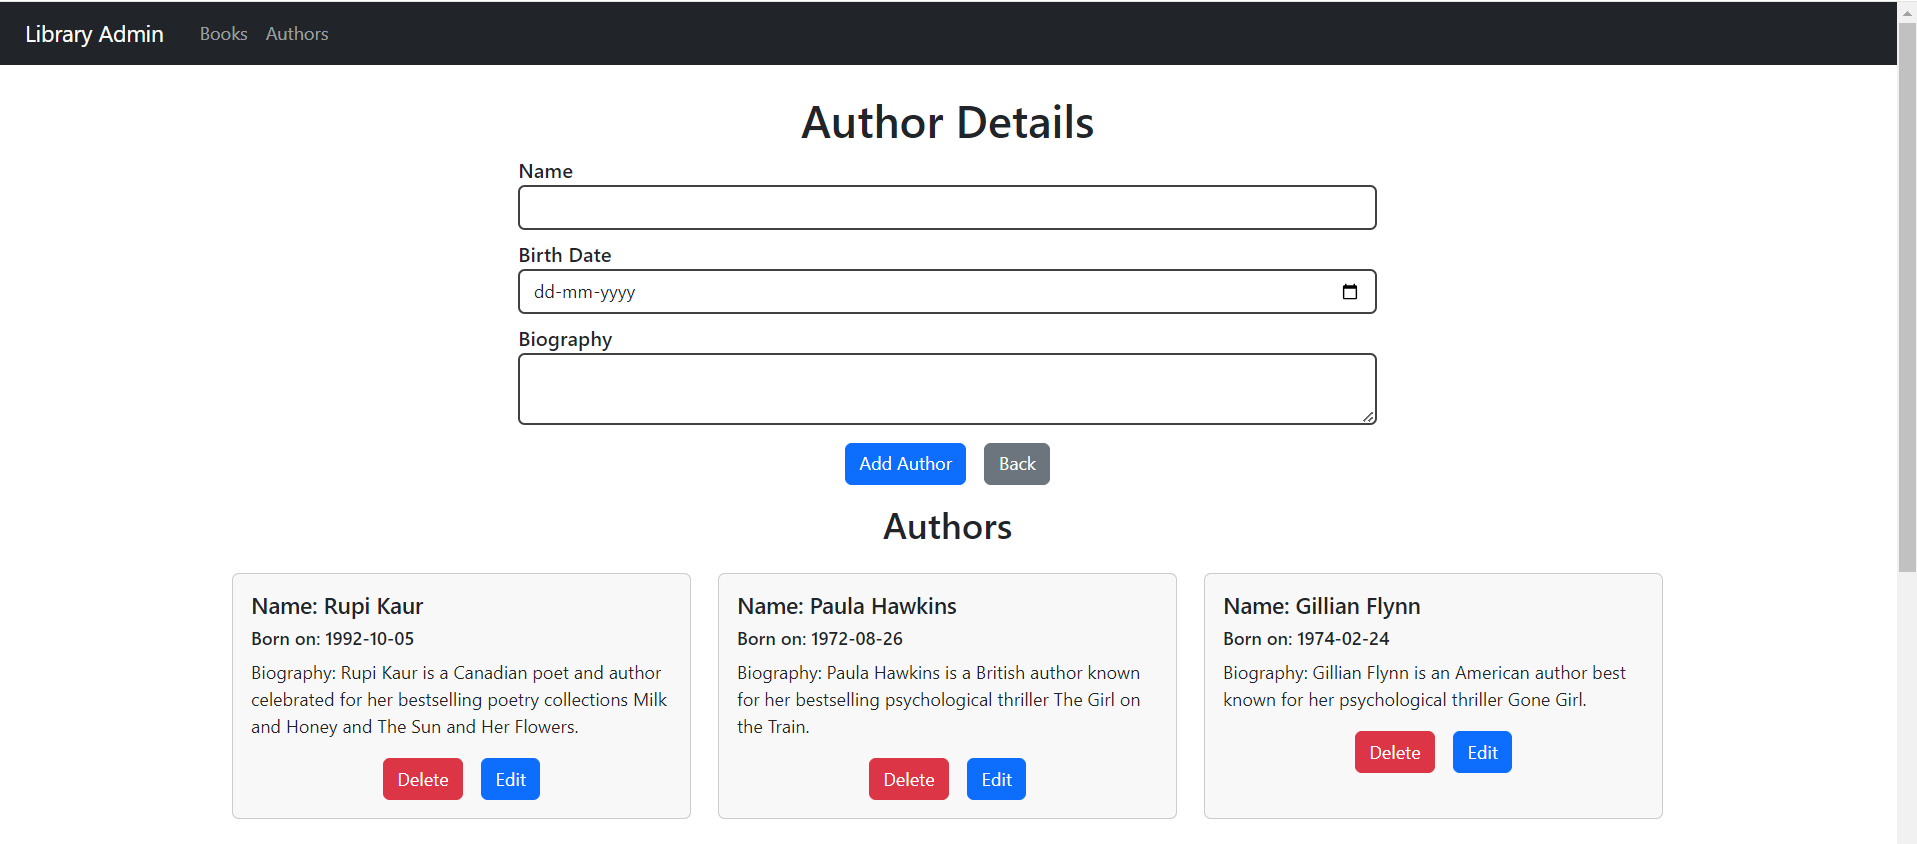 Library Admin Books Authors
Author Details
Name
Birth Date
dd-mm-yyyy
Biography
Add Author Back
Authors
Name: Rupi Kaur
Born on: 1992-10-05
Biography: Rupi Kaur is a Canadian poet and author
celebrated for her bestselling poetry collections Milk
and Honey and The Sun and Her Flowers.
Delete Edit
Name: Paula Hawkins
Born on: 1972-08-26
Biography: Paula Hawkins is a British author known
for her bestselling psychological thriller The Girl on
the Train.
Delete Edit
Name: Gillian Flynn
Born on: 1974-02-24
Biography: Gillian Flynn is an American author best
known for her psychological thriller Gone Girl.
Delete Edit